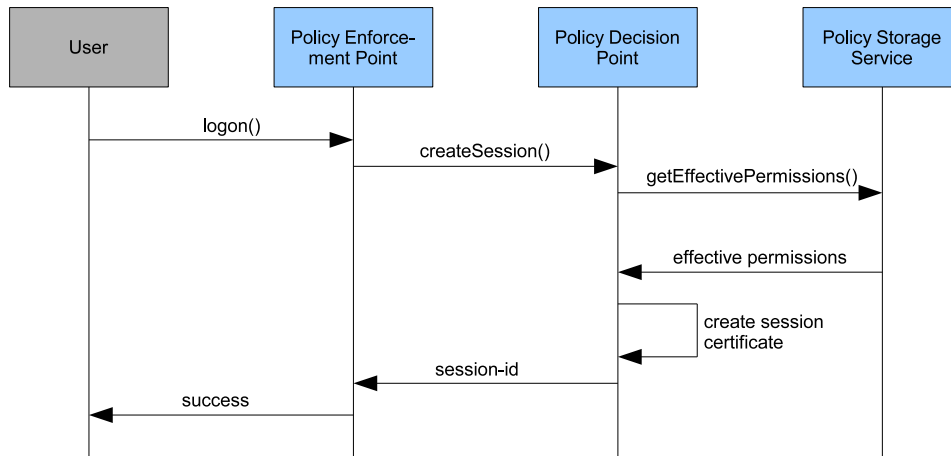 User
Policy Enforce-
ment Point
Policy Decision
Point
Policy Storage
Service
logon()
createSession()
getEffectivePermissions()
effective permissions
create session
certificate
session-id
success